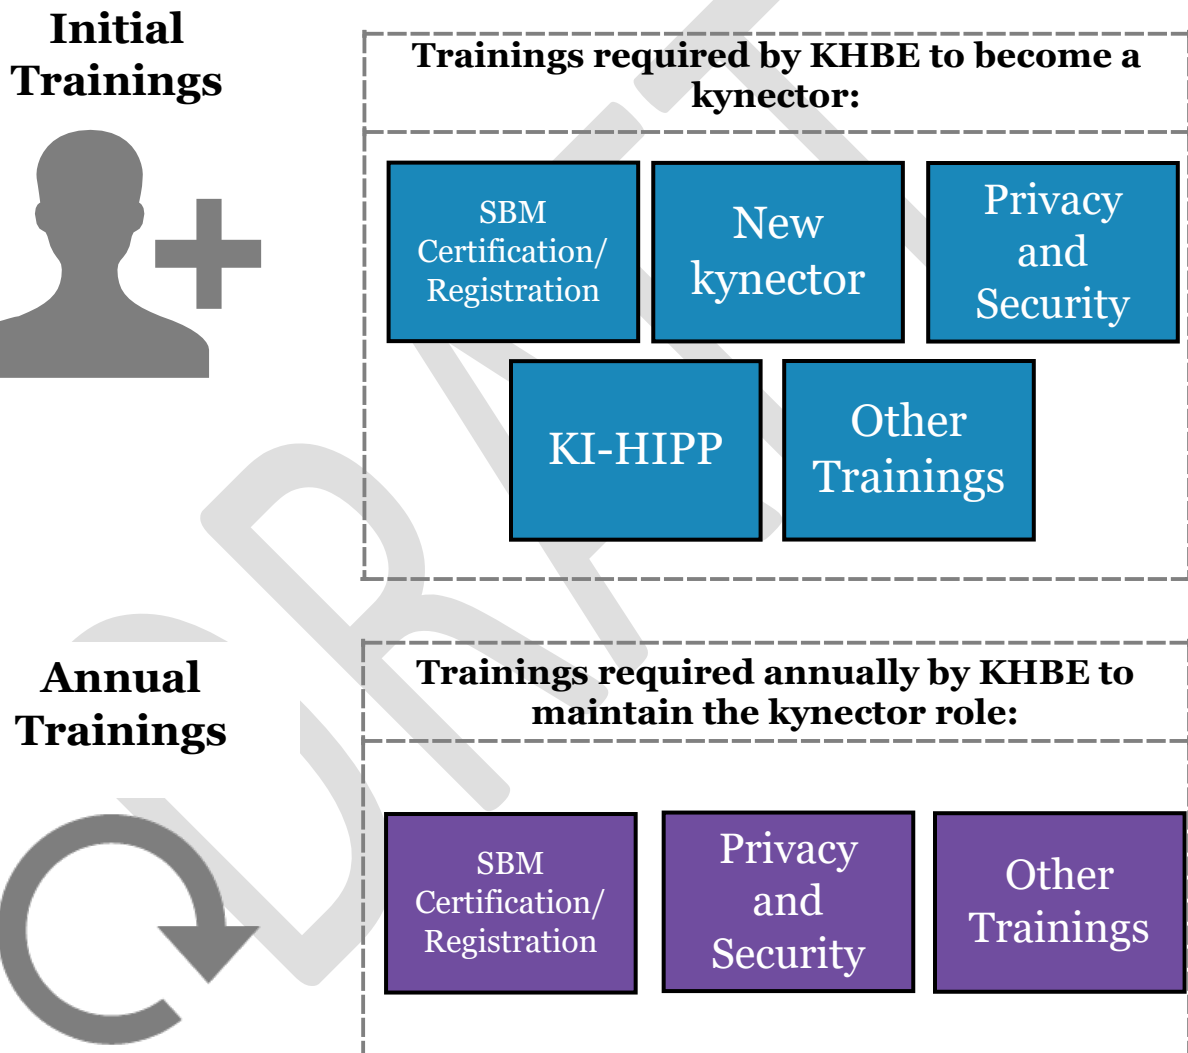 Initial
Trainings
Trainings required by KHBE to become a
kynector:
SBM
Certification/
Registration
New
kynector
Privacy
and
Security
KI-HIPP
Other
Trainings
Annual
Trainings
Trainings required annually by KHBE to
maintain the kynector role:
SBM
Certification/
Registration
Privacy
and
Security
Other
Trainings
DRAFT